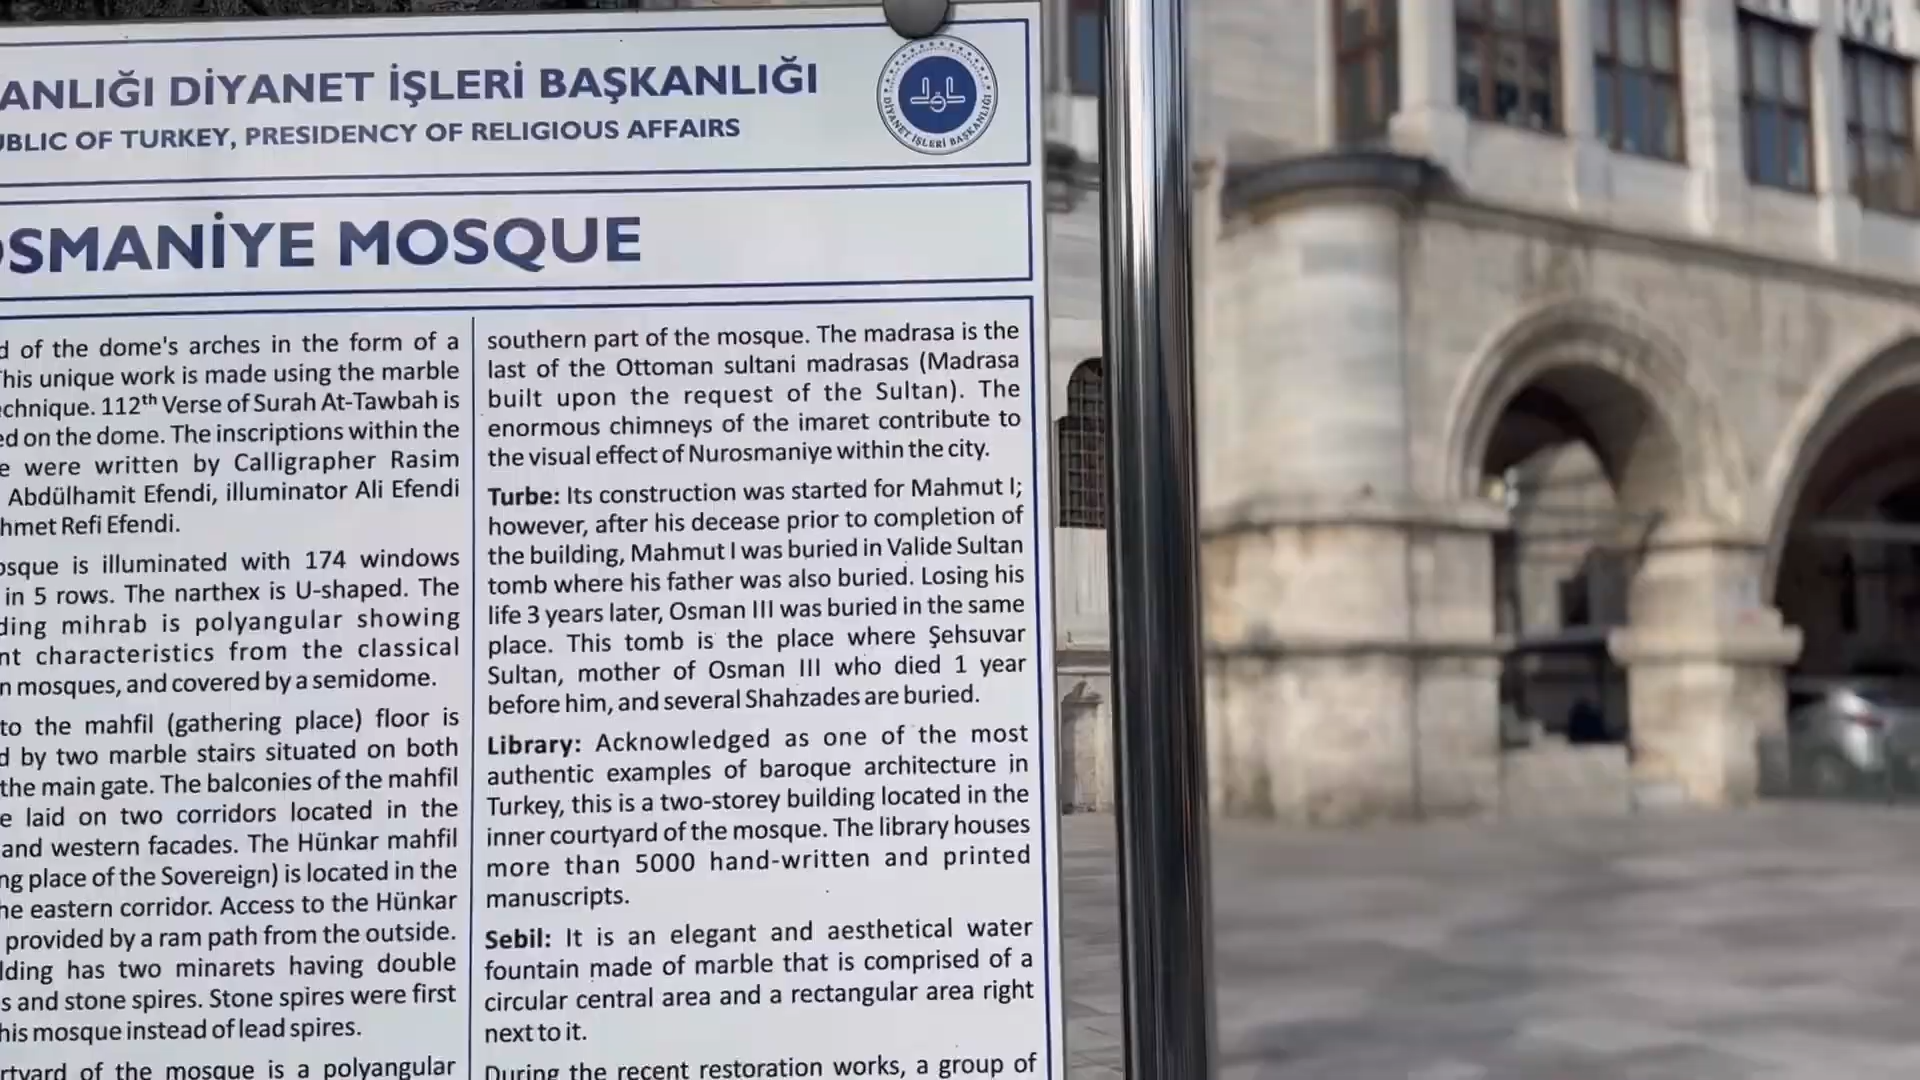 ANLIĞI DİYANET İŞLERİ BAŞKANLIĞI
UBLIC OF TURKEY, PRESIDENCY OF RELIGIOUS AFFAIRS
DİYANET İŞLERİ BAŞKANLIĞI
OSMANİYE MOSQUE
d of the dome's arches in the form of a
This unique work is made using the marble
echnique. 112th Verse of Surah At-Tawbah is
ed on the dome. The inscriptions within the
e were written by Calligrapher Rasim
Abdülhamit Efendi, illuminator Ali Efendi
hmet Refi Efendi.
osque is illuminated with 174 windows
in 5 rows. The narthex is U-shaped. The
ding mihrab is polyangular showing
nt characteristics from the classical
n mosques, and covered by a semidome.
to the mahfil (gathering place) floor is
d by two marble stairs situated on both
the main gate. The balconies of the mahfil
e laid on two corridors located in the
and western facades. The Hünkar mahfil
ng place of the Sovereign) is located in the
he eastern corridor. Access to the Hünkar
provided by a ram path from the outside.
lding has two minarets having double
s and stone spires. Stone spires were first
his mosque instead of lead spires.
rtyard of the mosque is a polyangular
southern part of the mosque. The madrasa is the
last of the Ottoman sultani madrasas (Madrasa
built upon the request of the Sultan). The
enormous chimneys of the imaret contribute to
the visual effect of Nurosmaniye within the city.
Turbe: Its construction was started for Mahmut I;
however, after his decease prior to completion of
the building, Mahmut I was buried in Valide Sultan
tomb where his father was also buried. Losing his
life 3 years later, Osman III was buried in the same
place. This tomb is the place where Şehsuvar
Sultan, mother of Osman III who died 1 year
before him, and several Shahzades are buried.
Library: Acknowledged as one of the most
authentic examples of baroque architecture in
Turkey, this is a two-storey building located in the
inner courtyard of the mosque. The library houses
more than 5000 hand-written and printed
manuscripts.
Sebil: It is an elegant and aesthetical water
fountain made of marble that is comprised of a
circular central area and a rectangular area right
next to it.
During the recent restoration works, a group of